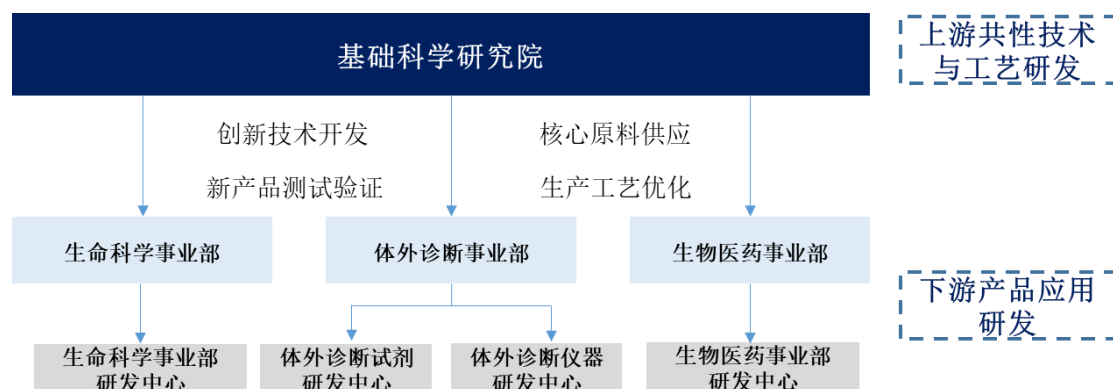 基础科学研究院
上游共性技术
与工艺研发
创新技术开发
核心原料供应
新产品测试验证
生产工艺优化
生命科学事业部
体外诊断事业部
生物医药事业部
下游产品应用
研发
生命科学事业部
研发中心
体外诊断试剂
研发中心
体外诊断仪器
研发中心
生物医药事业部
研发中心